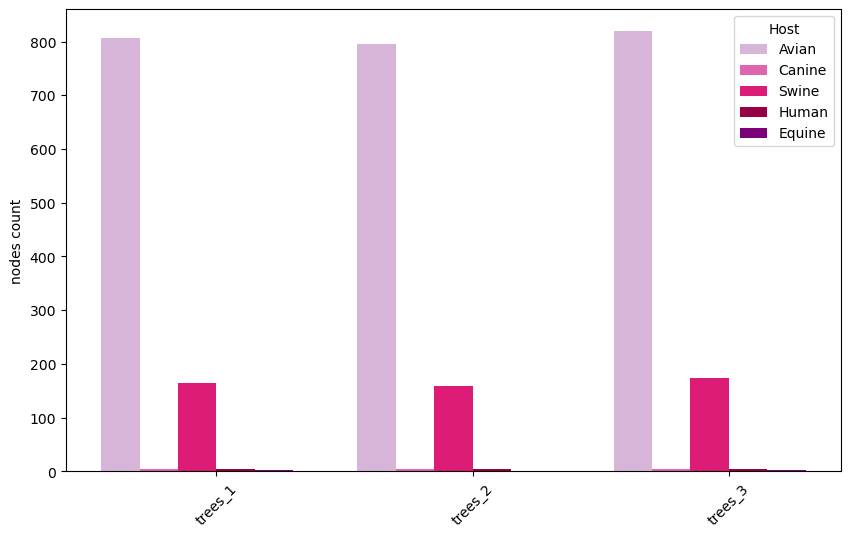 800
700
600
500
400
300
200
100
0
nodes count
trees_1
trees_2
trees_3
Host
Avian
Canine
Swine
Human
Equine